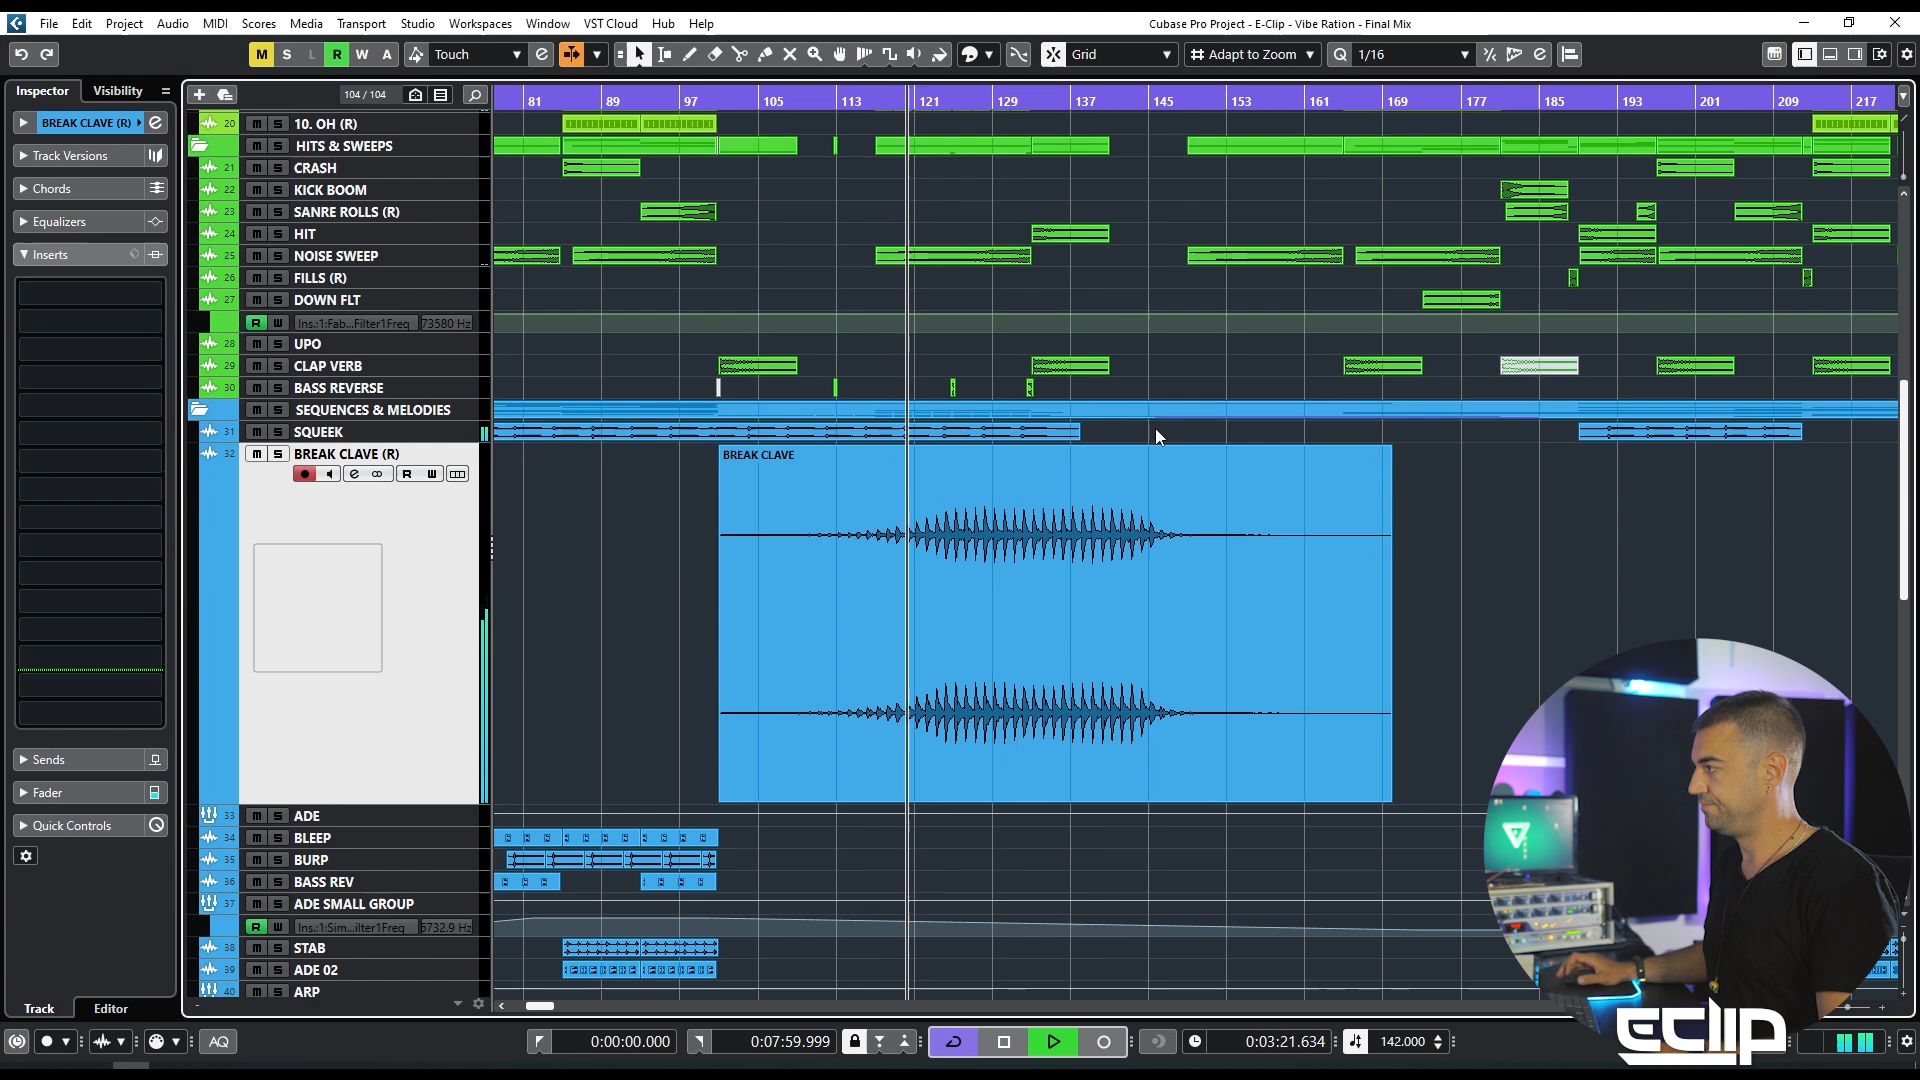 File Edit Project Audio MIDI Scores Media Transport Studio Workspaces Window VST Cloud Hub Help
Cubase Pro Project - E-Clip - Vibe Ration - Final Mix
M S L R W A Touch Grid Adapt to Zoom Q 1/16
Inspector Visibility 104 / 104
81 89 97 105 113 121 129 137 145 153 161 169 177 185 193 201 209 217
BREAK CLAVE (R)
Track Versions
Chords
Equalizers
Inserts
Sends
Fader
Quick Controls
20 m S 10. OH (R)
m S HITS & SWEEPS
21 m S CRASH
22 m S KICK BOOM
23 m S SANRE ROLLS (R)
24 m S HIT
25 m S NOISE SWEEP
26 m S FILLS (R)
27 m S DOWN FLT
R W Ins.:1:Fab...Filter1Freq 73580 Hz
28 m S UPO
29 m S CLAP VERB
30 m S BASS REVERSE
m S SEQUENCES & MELODIES
31 m S SQUEEK
32 m S BREAK CLAVE (R)
R W
BREAK CLAVE
33 m S ADE
34 m S BLEEP
35 m S BURP
36 m S BASS REV
37 m S ADE SMALL GROUP
R W Ins.:1:Sim...ilter1Freq 6732.9 Hz
38 m S STAB
39 m S ADE 02
40 m S ARP
Track Editor
AQ 0:00:00.000 0:07:59.999 0:03:21.634 142.000
ECLIP